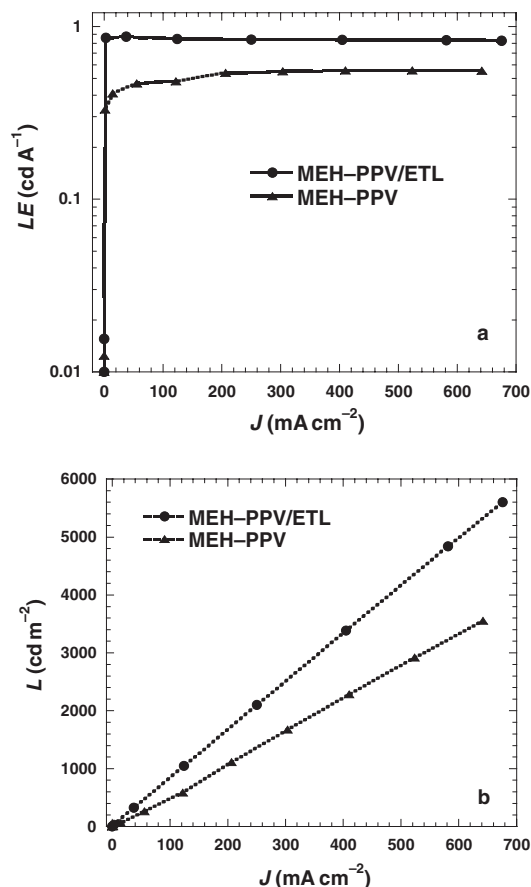 1
0.1
0.01
LE (cd A⁻¹)
MEH–PPV/ETL
MEH–PPV
a
0 100 200 300 400 500 600 700
J (mA cm⁻²)
6000
5000
4000
3000
2000
1000
0
L (cd m⁻²)
MEH–PPV/ETL
MEH–PPV
b
0 100 200 300 400 500 600 700
J (mA cm⁻²)